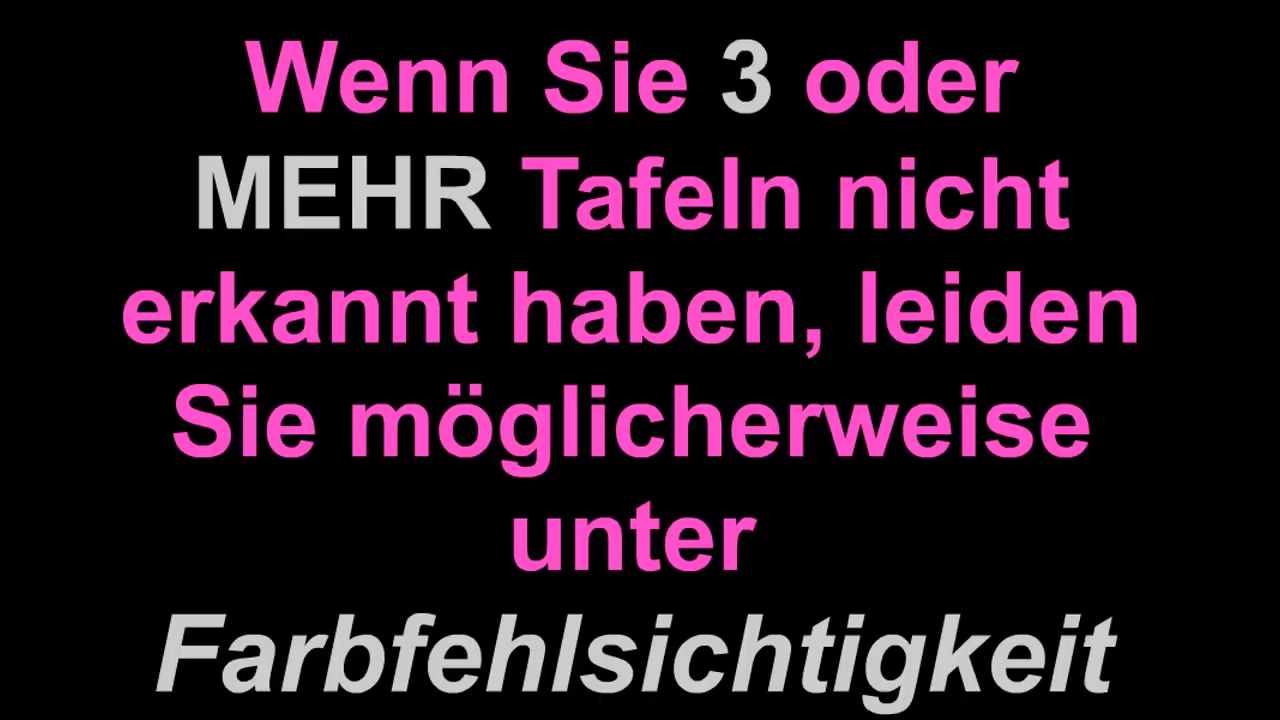 Wenn Sie 3 oder
MEHR Tafeln nicht
erkannt haben, leiden
Sie möglicherweise
unter
Farbfehlsichtigkeit